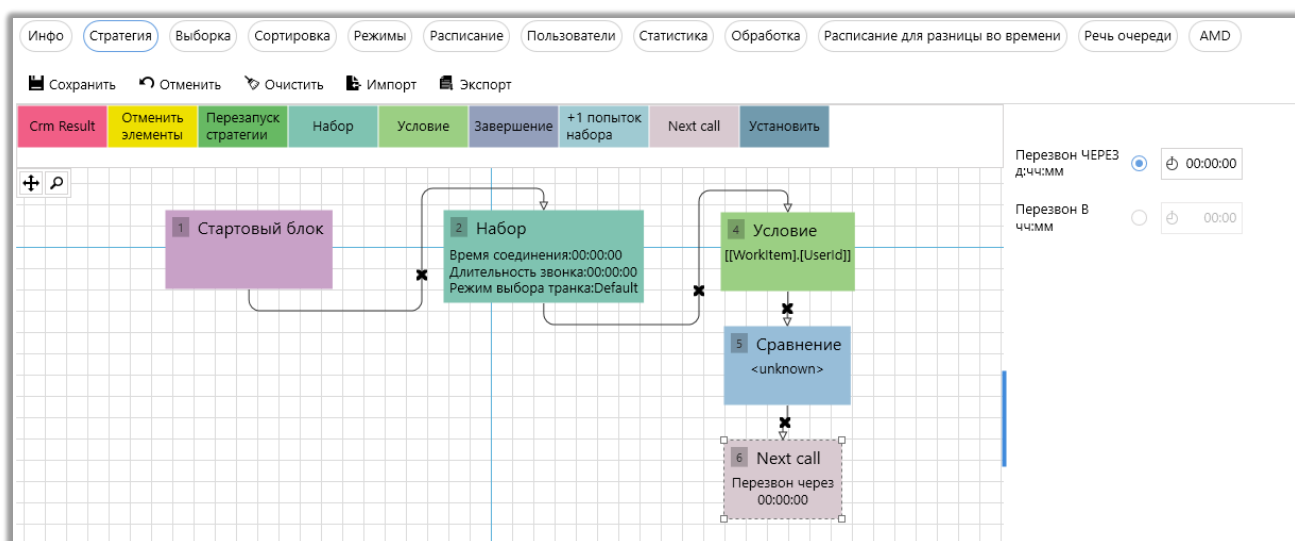 Инфо Стратегия Выборка Сортировка Режимы Расписание Пользователи Статистика Обработка Расписание для разницы во времени Речь очереди AMD
Сохранить Отменить Очистить Импорт Экспорт
Crm Result
Отменить
элементы
Перезапуск
стратегии
Набор
Условие
Завершение
+1 попыток
набора
Next call
Установить
Перезвон ЧЕРЕЗ
д:чч:мм
00:00:00
Перезвон В
чч:мм
00:00
1 Стартовый блок
2 Набор
Время соединения:00:00:00
Длительность звонка:00:00:00
Режим выбора транка:Default
4 Условие
[[WorkItem].[UserId]]
5 Сравнение
<unknown>
6 Next call
Перезвон через
00:00:00